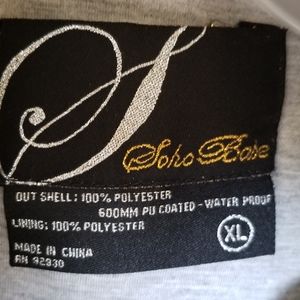 S
Soho Babe
OUT SHELL: 100% POLYESTER
600MM PU COATED - WATER PROOF
LINING: 100% POLYESTER
XL
MADE IN CHINA
RN 92930